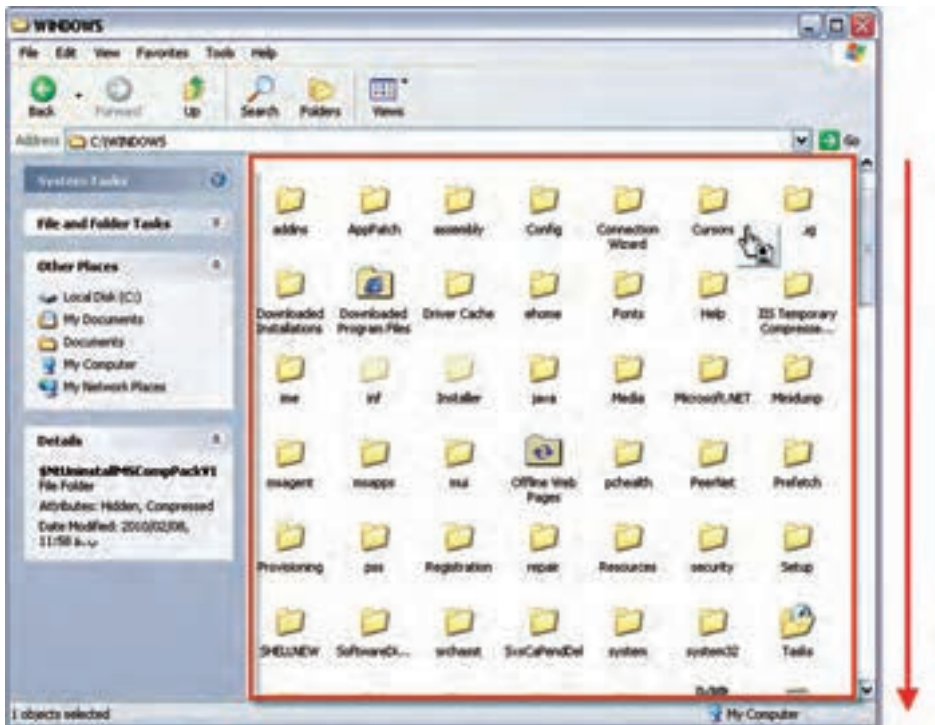 WINDOWS
File Edit View Favorites Tools Help
Back Forward Up Search Folders Views
Address C:\WINDOWS Go
System Tasks
File and Folder Tasks
Other Places
Local Disk (C:)
My Documents
Documents
My Computer
My Network Places
Details
$NtUninstallMSCompPackV1
File Folder
Attributes: Hidden, Compressed
Date Modified: 2010/02/08,
11:58 ب.ظ
addins AppPatch assembly Config Connection Wizard Cursors
Downloaded Installations Downloaded Program Files Driver Cache ehome Fonts Help IIS Temporary Compresse...
ime inf Installer java Media Microsoft.NET Minidump
msagent msapps mui Offline Web Pages pchealth PeerNet Prefetch
Provisioning pss Registration repair Resources security Setup
SHELLNEW SoftwareDi... srchasst SxsCaPendDel system system32 Tasks
1 objects selected My Computer